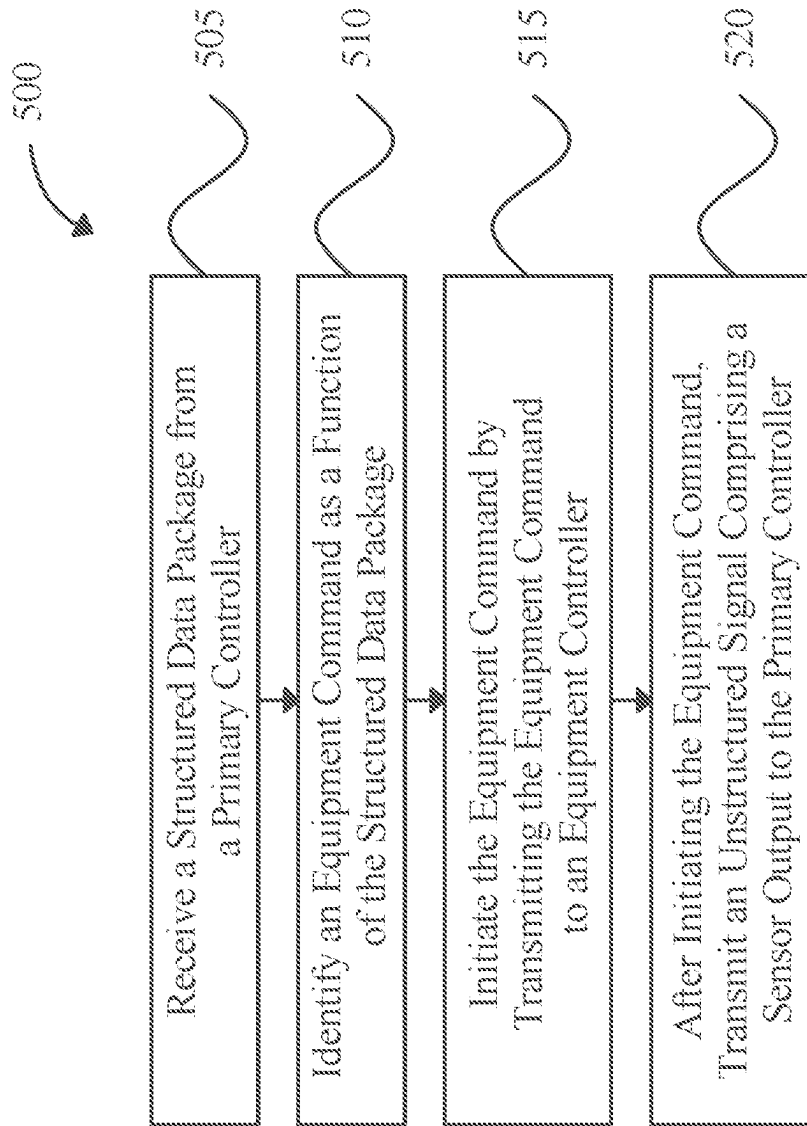 500
Receive a Structured Data Package from
a Primary Controller
505
Identify an Equipment Command as a Function
of the Structured Data Package
510
Initiate the Equipment Command by
Transmitting the Equipment Command
to an Equipment Controller
515
After Initiating the Equipment Command,
Transmit an Unstructured Signal Comprising a
Sensor Output to the Primary Controller
520